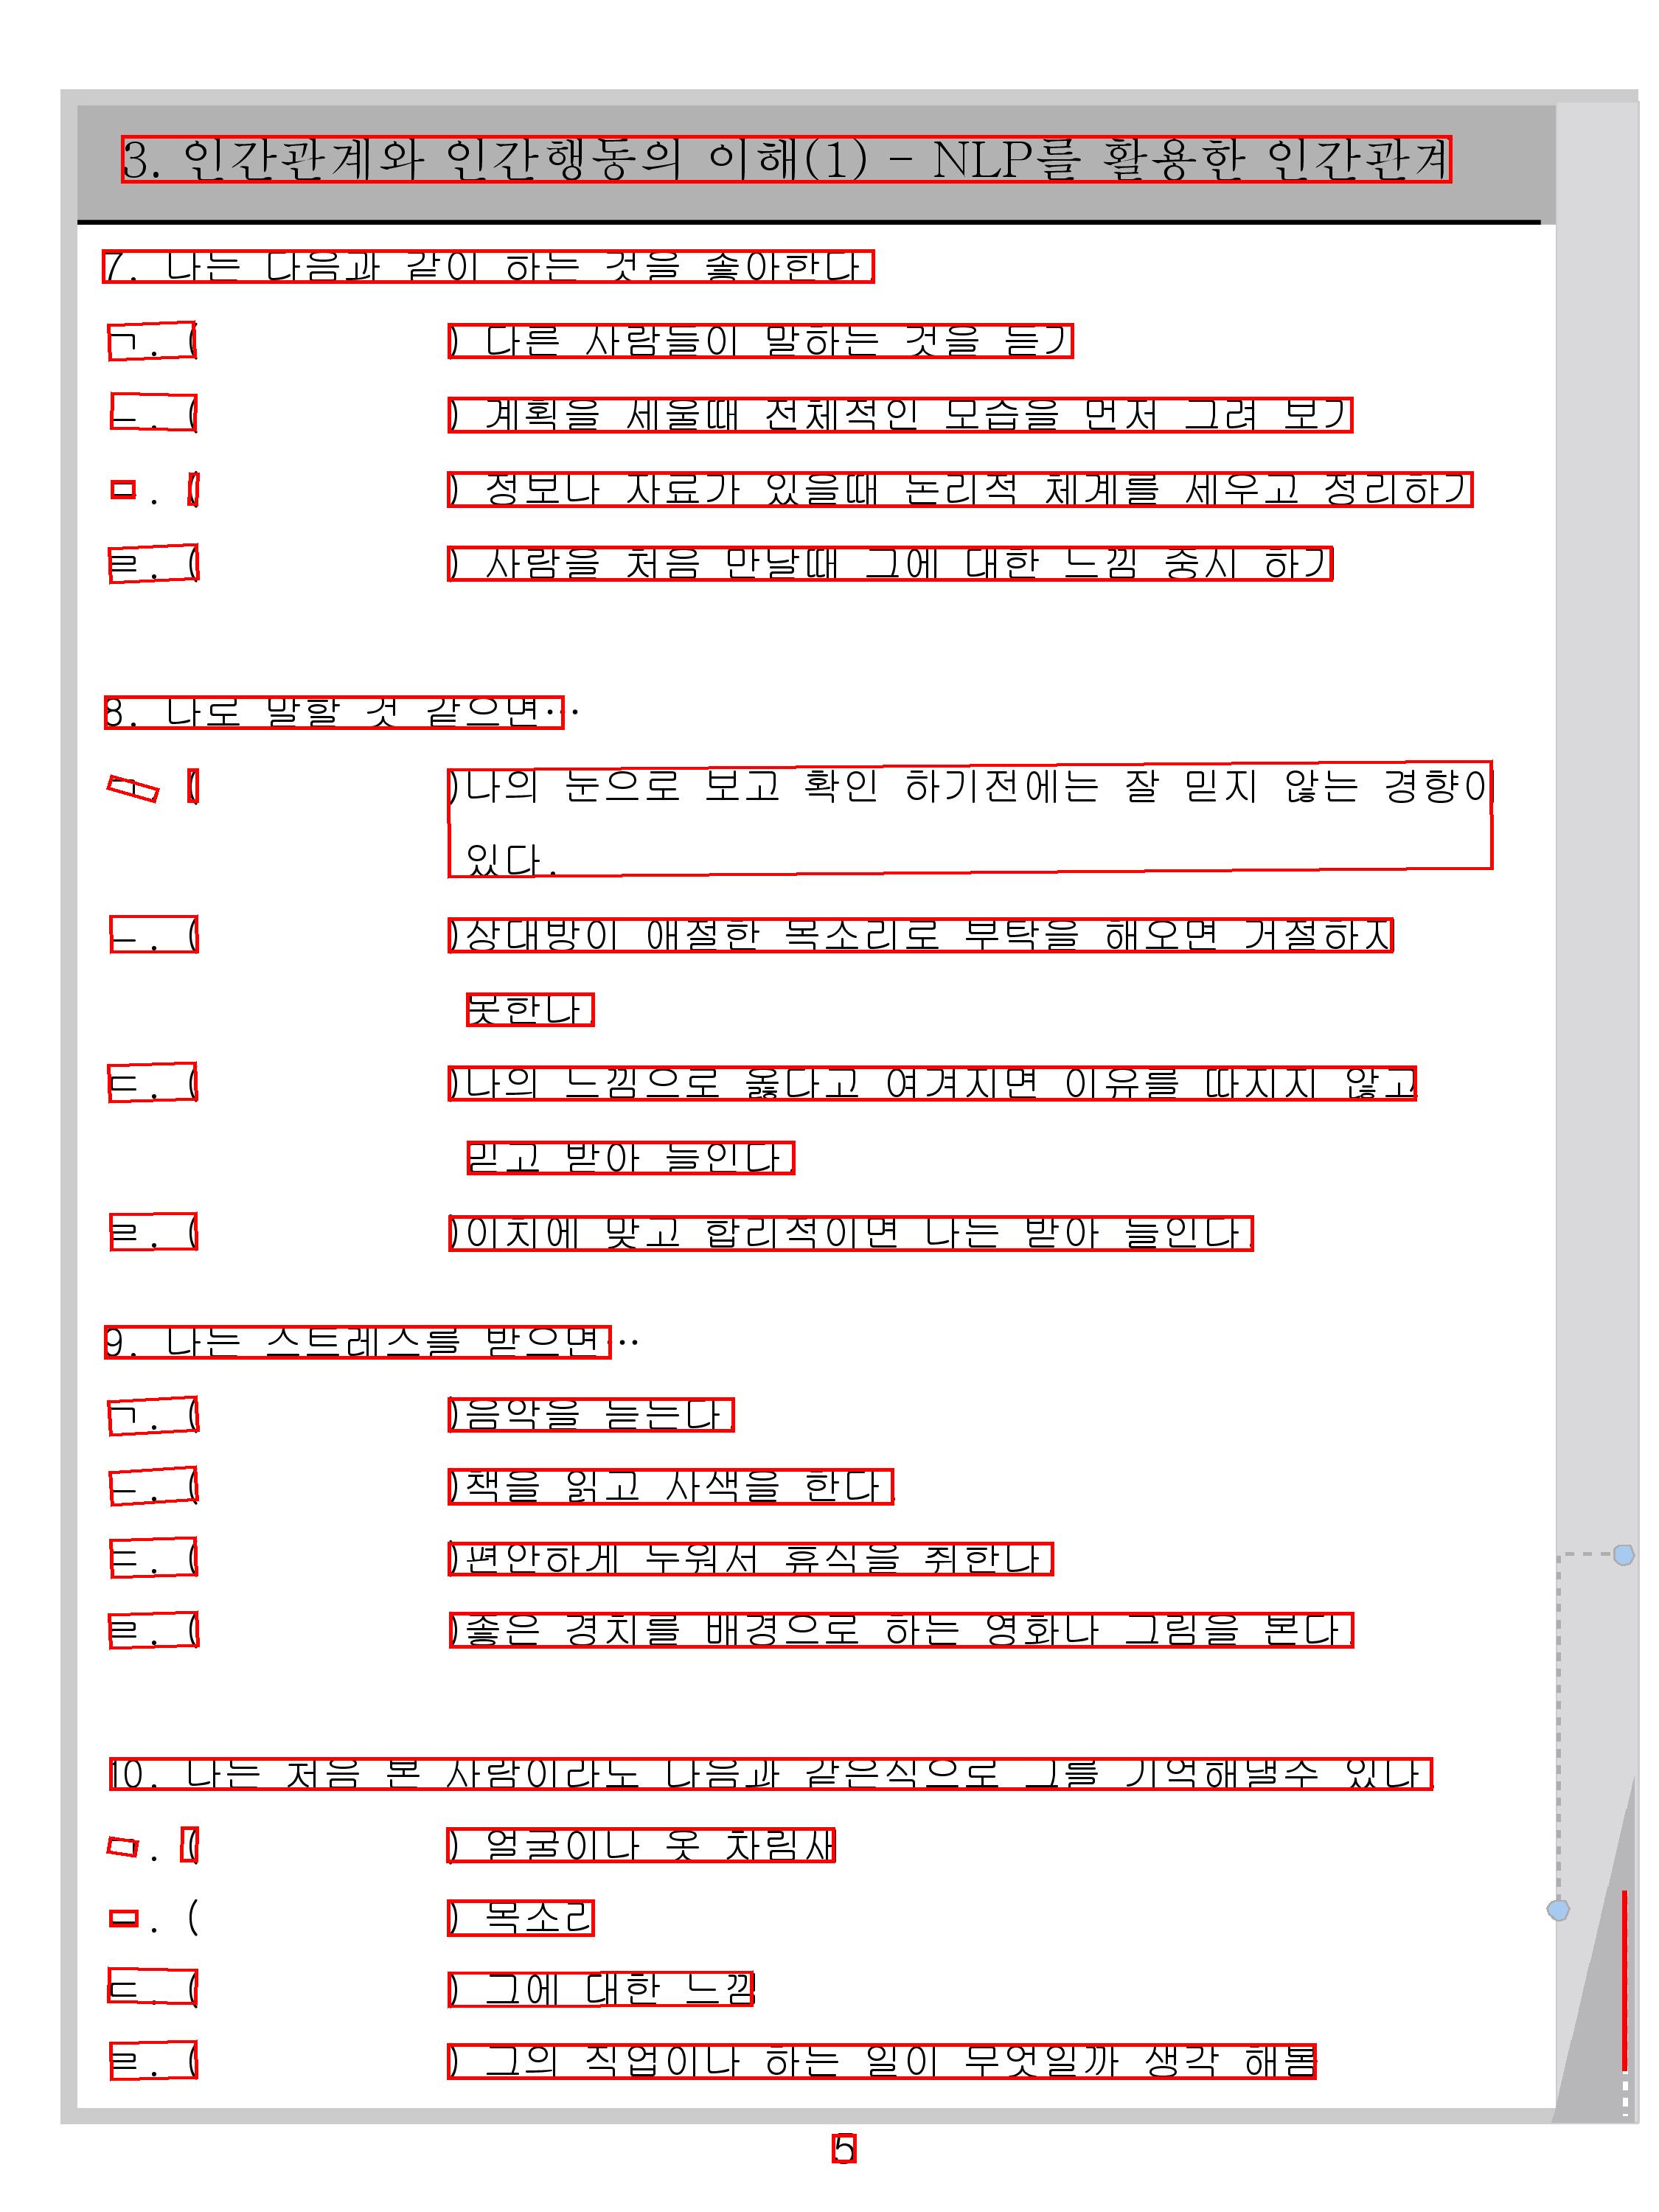 3. 인간관계와 인간행동의 이해(1) - NLP를 활용한 인간관계
7. 나는 다음과 같이 하는 것을 좋아한다.
ㄱ. (             ) 다른 사람들이 말하는 것을 듣기
ㄴ. (             ) 계획을 세울때 전체적인 모습을 먼저 그려 보기
ㄷ. (             ) 정보나 자료가 있을때 논리적 체계를 세우고 정리하기
ㄹ. (             ) 사람을 처음 만날때 그에 대한 느낌 중시 하기
8. 나로 말할 것 같으면…
ㄱ. (             )나의 눈으로 보고 확인 하기전에는 잘 믿지 않는 경향이
있다.
ㄴ. (             )상대방이 애절한 목소리로 부탁을 해오면 거절하지
못한다.
ㄷ. (             )나의 느낌으로 옳다고 여겨지면 이유를 따지지 않고
믿고 받아 들인다.
ㄹ. (             )이치에 맞고 합리적이면 나는 받아 들인다.
9. 나는 스트레스를 받으면…
ㄱ. (             )음악을 듣는다.
ㄴ. (             )책을 읽고 사색을 한다.
ㄷ. (             )편안하게 누워서 휴식을 취한다.
ㄹ. (             )좋은 경치를 배경으로 하는 영화나 그림을 본다.
10. 나는 처음 본 사람이라도 다음과 같은식으로 그를 기억해낼수 있다.
ㄱ. (             ) 얼굴이나 옷 차림새
ㄴ. (             ) 목소리
ㄷ. (             ) 그에 대한 느낌
ㄹ. (             ) 그의 직업이나 하는 일이 무엇일까 생각 해봄
5